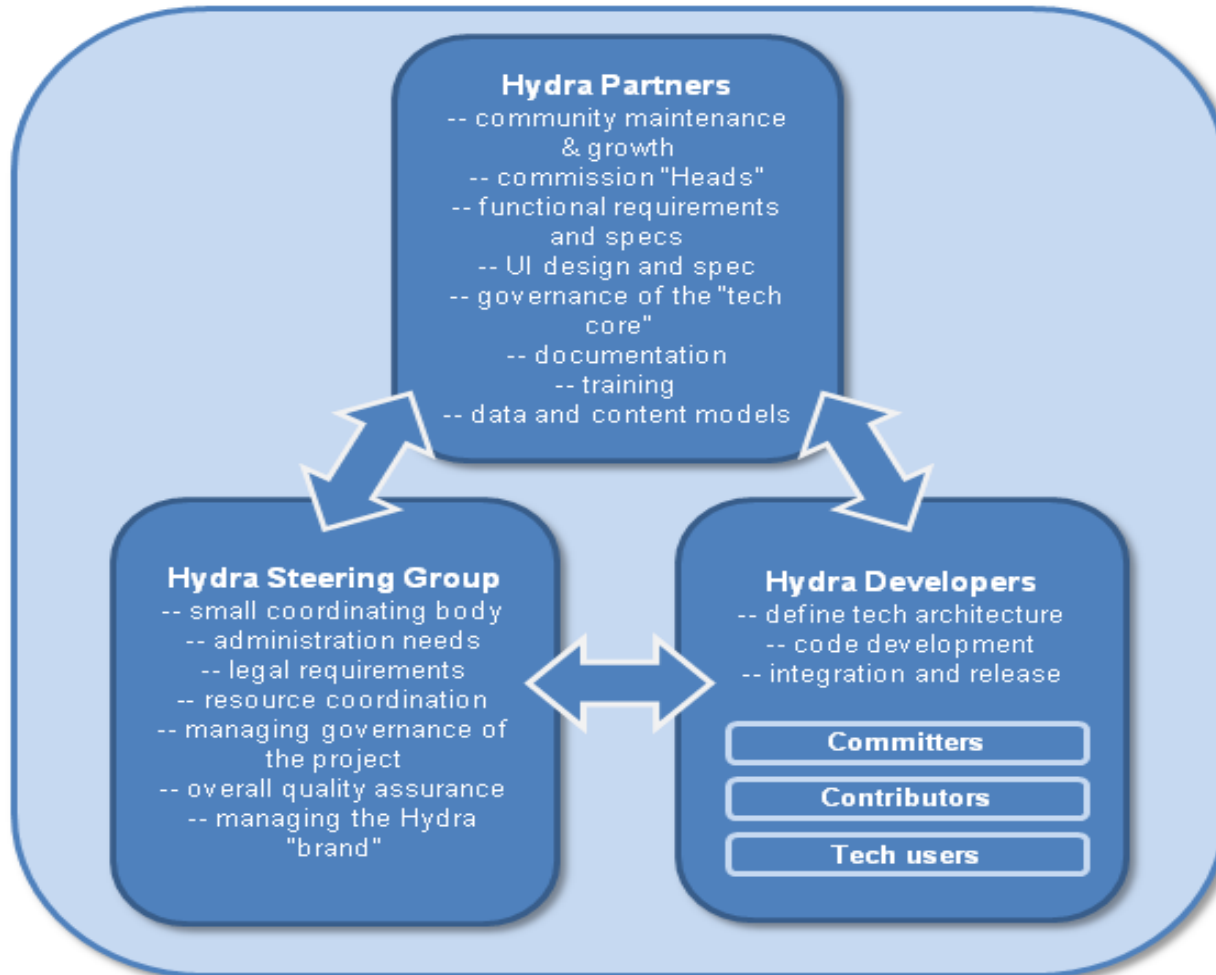 Hydra Partners
-- community maintenance
& growth
-- commission "Heads"
-- functional requirements
and specs
-- UI design and spec
-- governance of the "tech
core"
-- documentation
-- training
-- data and content models
Hydra Steering Group
-- small coordinating body
-- administration needs
-- legal requirements
-- resource coordination
-- managing governance of
the project
-- overall quality assurance
-- managing the Hydra
"brand"
Hydra Developers
-- define tech architecture
-- code development
-- integration and release
Committers
Contributors
Tech users